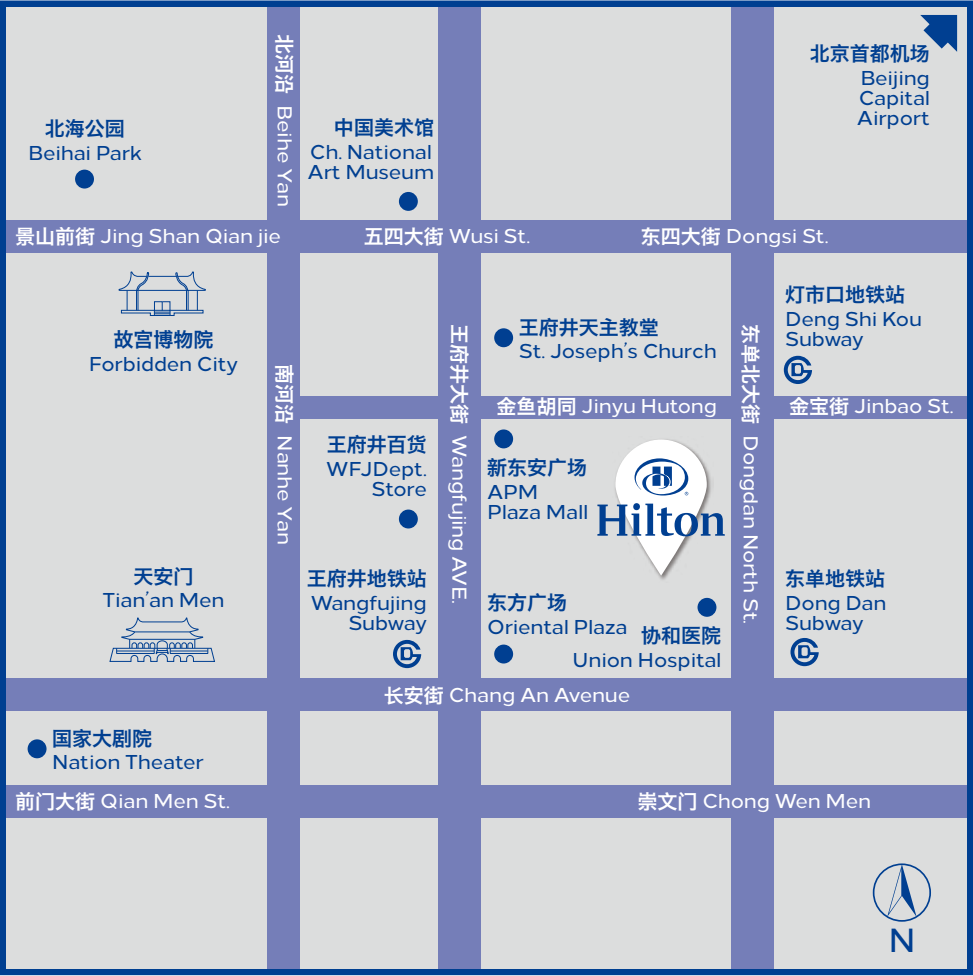 北京首都机场
Beijing
Capital
Airport
北河沿 Beihe Yan
北海公园
Beihai Park
中国美术馆
Ch. National
Art Museum
景山前街 Jing Shan Qian jie
五四大街 Wusi St.
东四大街 Dongsi St.
故宫博物院
Forbidden City
王府井天主教堂
St. Joseph's Church
灯市口地铁站
Deng Shi Kou
Subway
南河沿 Nanhe Yan
王府井大街 Wangfujing AVE.
东单北大街 Dongdan North St.
金鱼胡同 Jinyu Hutong
金宝街 Jinbao St.
王府井百货
WFJDept.
Store
新东安广场
APM
Plaza Mall
H
Hilton
天安门
Tian'an Men
王府井地铁站
Wangfujing
Subway
东方广场
Oriental Plaza
协和医院
Union Hospital
东单地铁站
Dong Dan
Subway
长安街 Chang An Avenue
国家大剧院
Nation Theater
前门大街 Qian Men St.
崇文门 Chong Wen Men
N